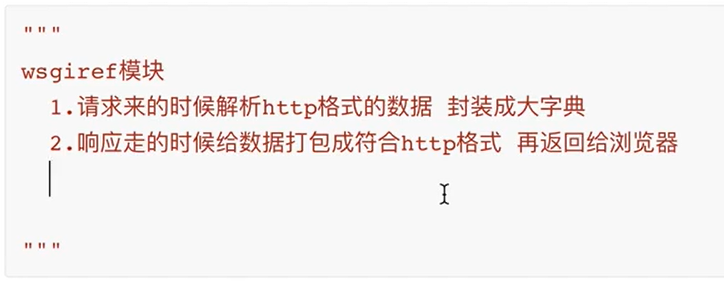 """
wsgiref模块
1.请求来的时候解析http格式的数据 封装成大字典
2.响应走的时候给数据打包成符合http格式 再返回给浏览器
"""